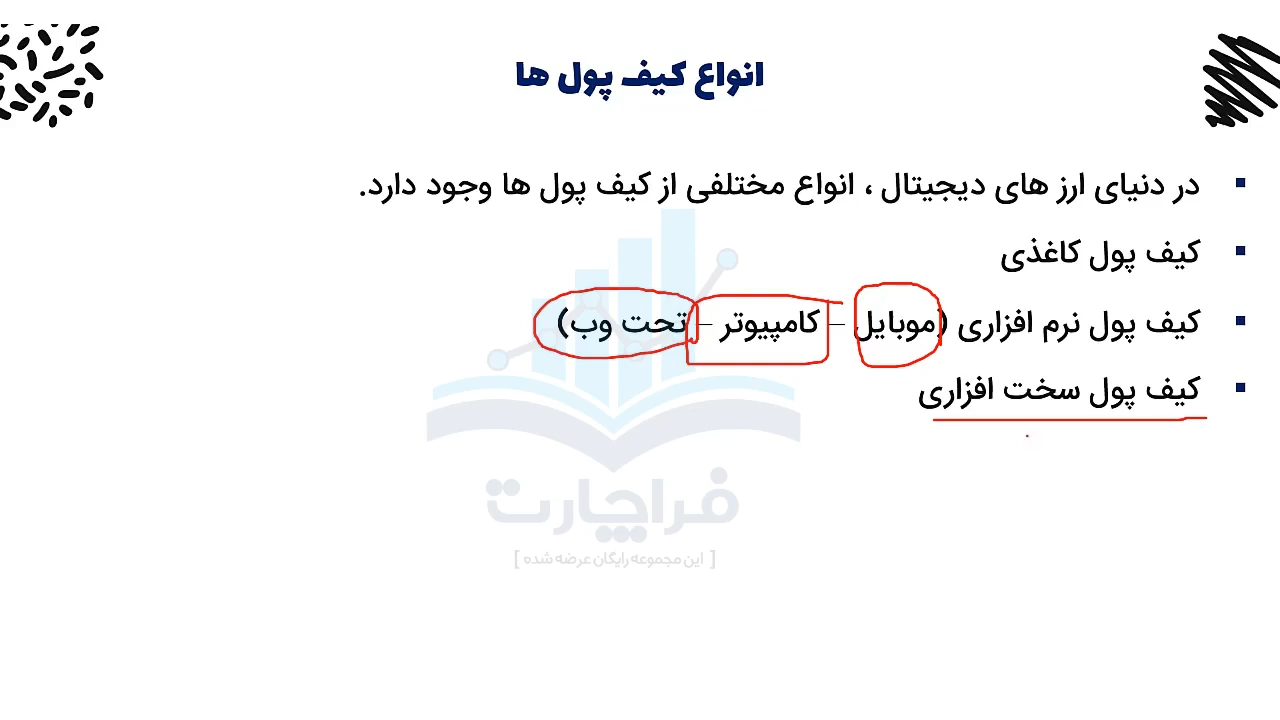 انواع کیف پول ها
در دنیای ارز های دیجیتال ، انواع مختلفی از کیف پول ها وجود دارد.
کیف پول کاغذی
کیف پول نرم افزاری (موبایل – کامپیوتر – تحت وب)
کیف پول سخت افزاری
فراچارت
[ این مجموعه رایگان عرضه شده ]